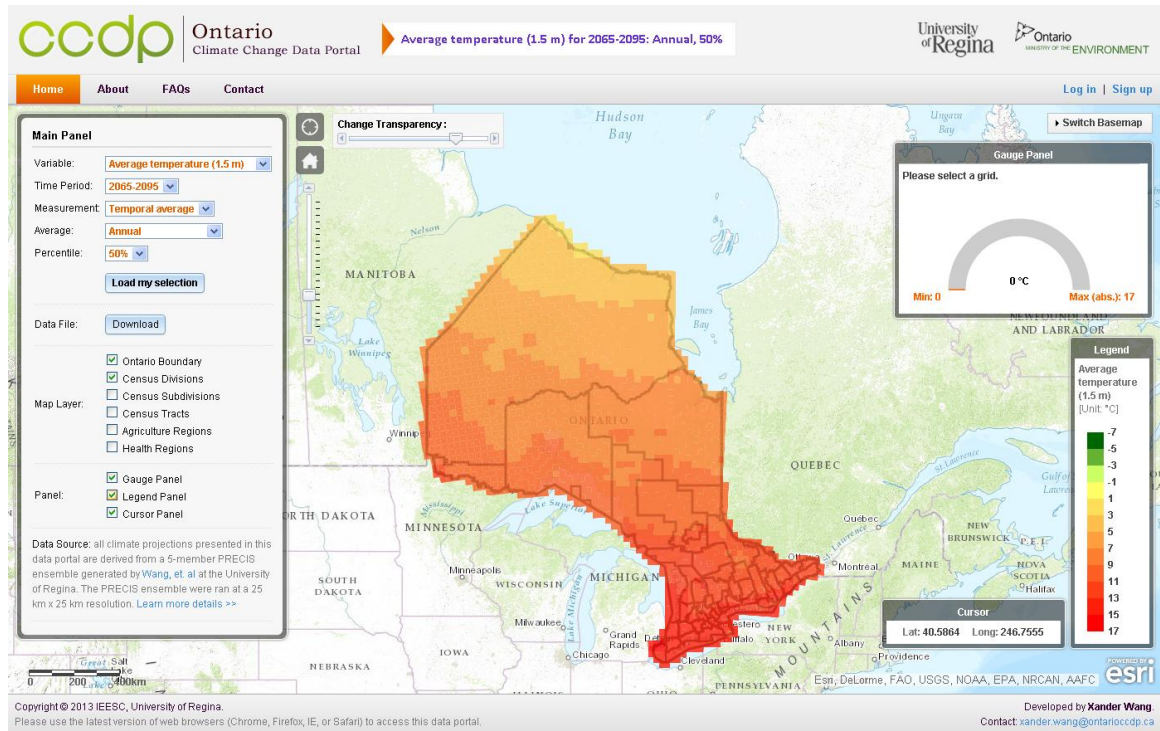 ccdp
Ontario
Climate Change Data Portal
Average temperature (1.5 m) for 2065-2095: Annual, 50%
University
of Regina
Ontario
MINISTRY OF THE ENVIRONMENT
Home About FAQs Contact
Log in | Sign up
Main Panel
Variable: Average temperature (1.5 m)
Time Period: 2065-2095
Measurement: Temporal average
Average: Annual
Percentile: 50%
Load my selection
Data File: Download
Map Layer:
Ontario Boundary
Census Divisions
Census Subdivisions
Census Tracts
Agriculture Regions
Health Regions
Panel:
Gauge Panel
Legend Panel
Cursor Panel
Data Source: all climate projections presented in this
data portal are derived from a 5-member PRECIS
ensemble generated by Wang, et. al at the University
of Regina. The PRECIS ensemble were ran at a 25
km x 25 km resolution. Learn more details >>
Change Transparency :
Switch Basemap
Gauge Panel
Please select a grid.
0 °C
Min: 0
Max (abs.): 17
Legend
Average
temperature
(1.5 m)
[Unit: °C]
-7
-5
-3
-1
1
3
5
7
9
11
13
15
17
Cursor
Lat: 40.5864 Long: 246.7555
Hudson
Bay
Ungava
Bay
Nelson
MANITOBA
James
Bay
Lake
Winnipeg
AND LABRADOR
ONTARIO
QUEBEC
St. Lawrence
Gulf of
Québec
NEW
BRUNSWICK
P.E.I.
MAINE
NOVA
SCOTIA
Halifax
Montreal
St. Lawrence
MINNESOTA
Mississippi
Lake Superior
Minneapolis
WISCONSIN
MICHIGAN
Lake Michigan
SOUTH
DAKOTA
Milwaukee
Grand
Rapids
NEW
YORK
Albany
Providence
MOUNTAINS
IOWA
Chicago
Cleveland
NEBRASKA
PENNSYLVANIA
Great Salt
0 200 400km
Esri, DeLorme, FAO, USGS, NOAA, EPA, NRCAN, AAFC
POWERED BY
esri
Copyright © 2013 IEESC, University of Regina.
Please use the latest version of web browsers (Chrome, Firefox, IE, or Safari) to access this data portal.
Developed by Xander Wang.
Contact: xander.wang@ontarioccdp.ca